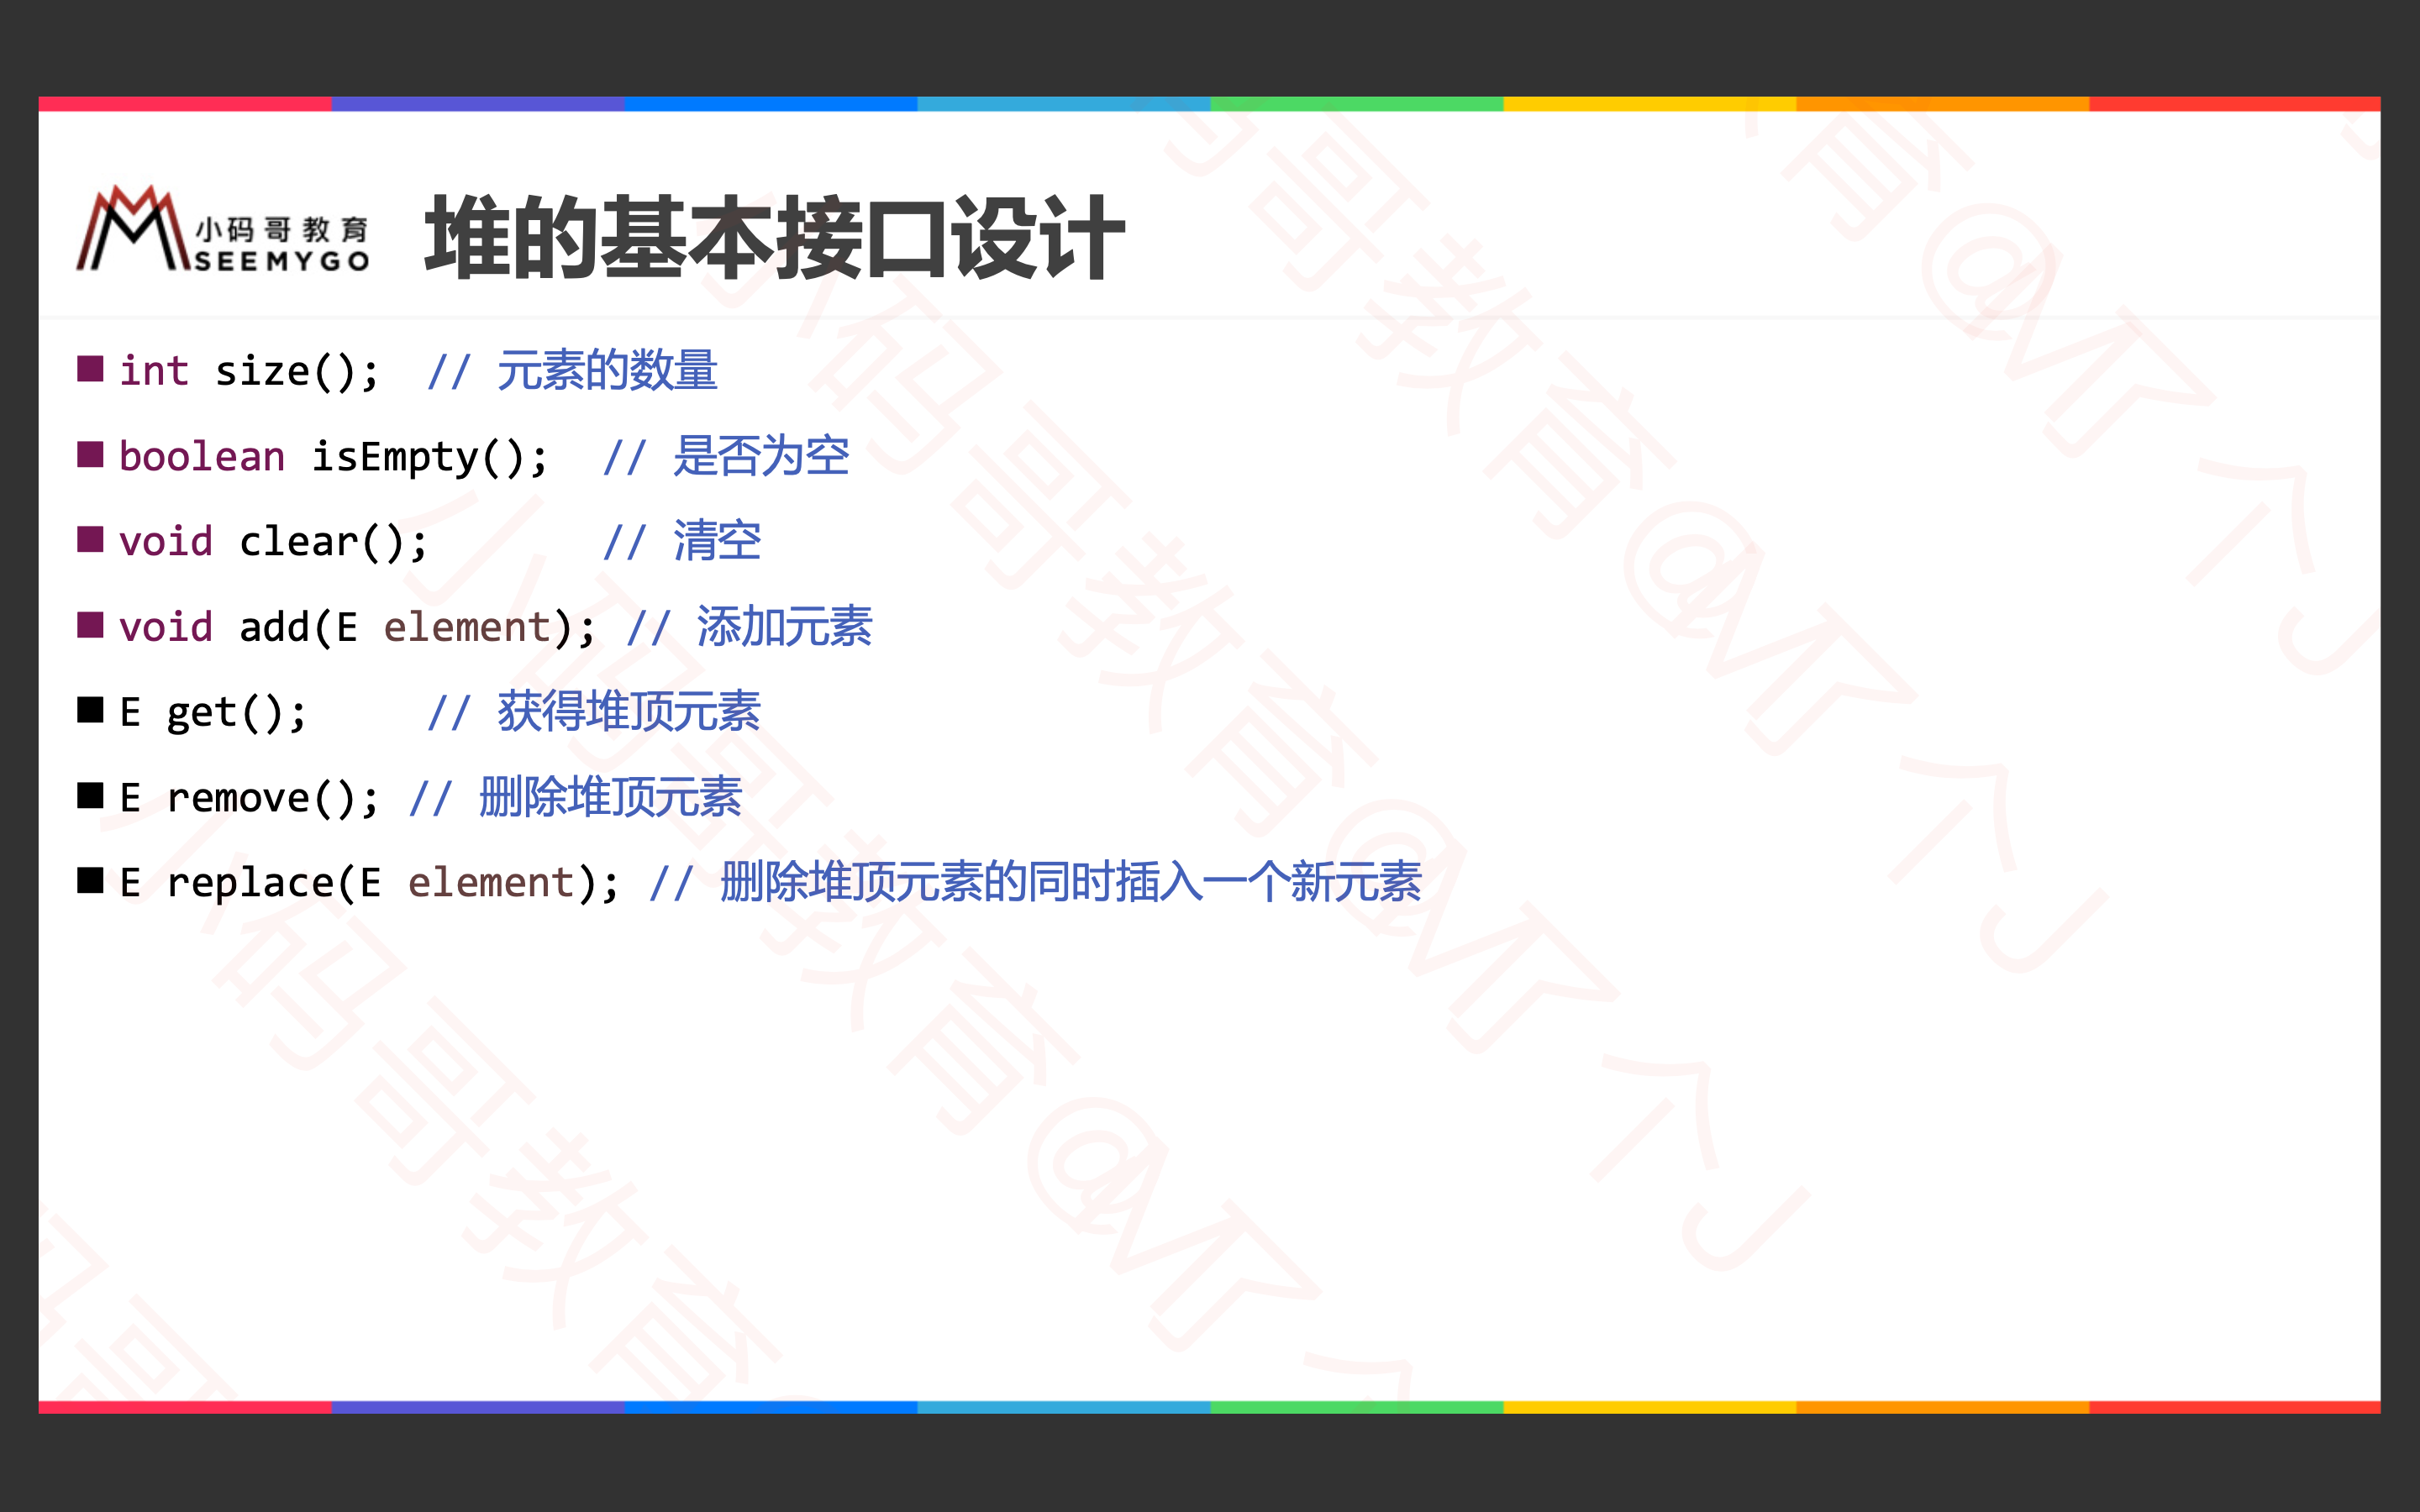 小码哥教育
SEEMYGO
堆的基本接口设计
int size(); // 元素的数量
boolean isEmpty(); // 是否为空
void clear(); // 清空
void add(E element); // 添加元素
E get(); // 获得堆顶元素
E remove(); // 删除堆顶元素
E replace(E element); // 删除堆顶元素的同时插入一个新元素